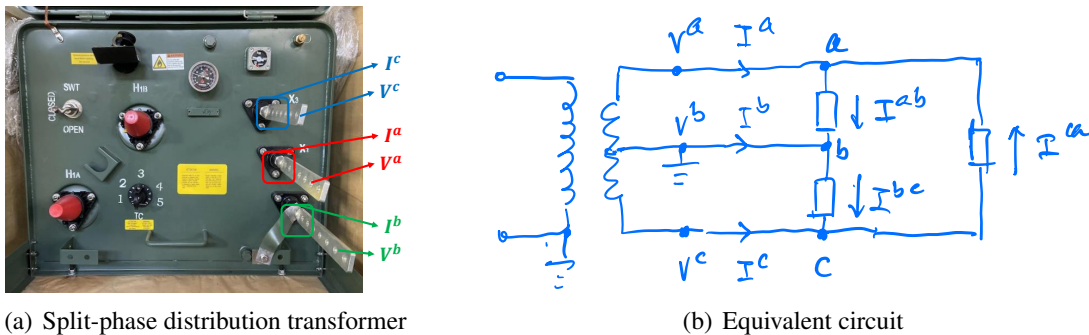 I^c
V^c
I^a
V^a
I^b
V^b
SWT
CLOSED
OPEN
H1B
H1A
X3
1 2 3 4 5
TC
V^a I^a a
I^ab
V^b I^b b
I^ca
I^bc
V^c I^c c
(a) Split-phase distribution transformer
(b) Equivalent circuit